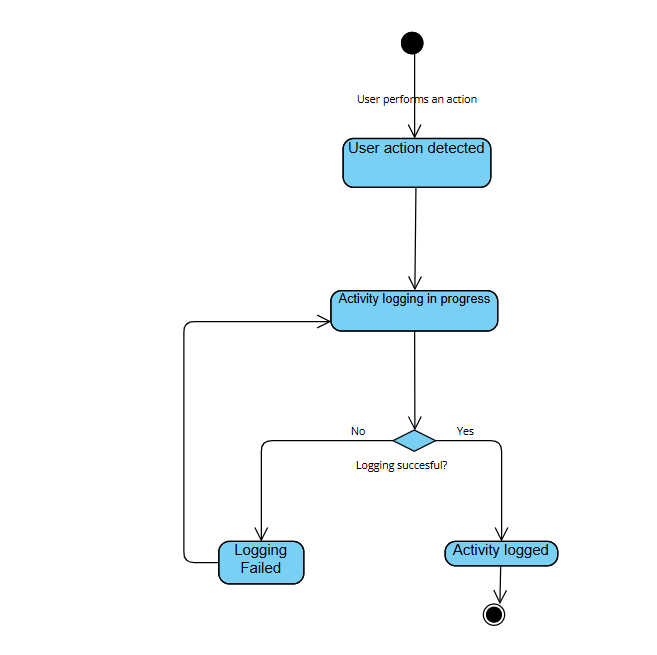 User performs an action
User action detected
Activity logging in progress
No
Yes
Logging succesful?
Logging
Failed
Activity logged